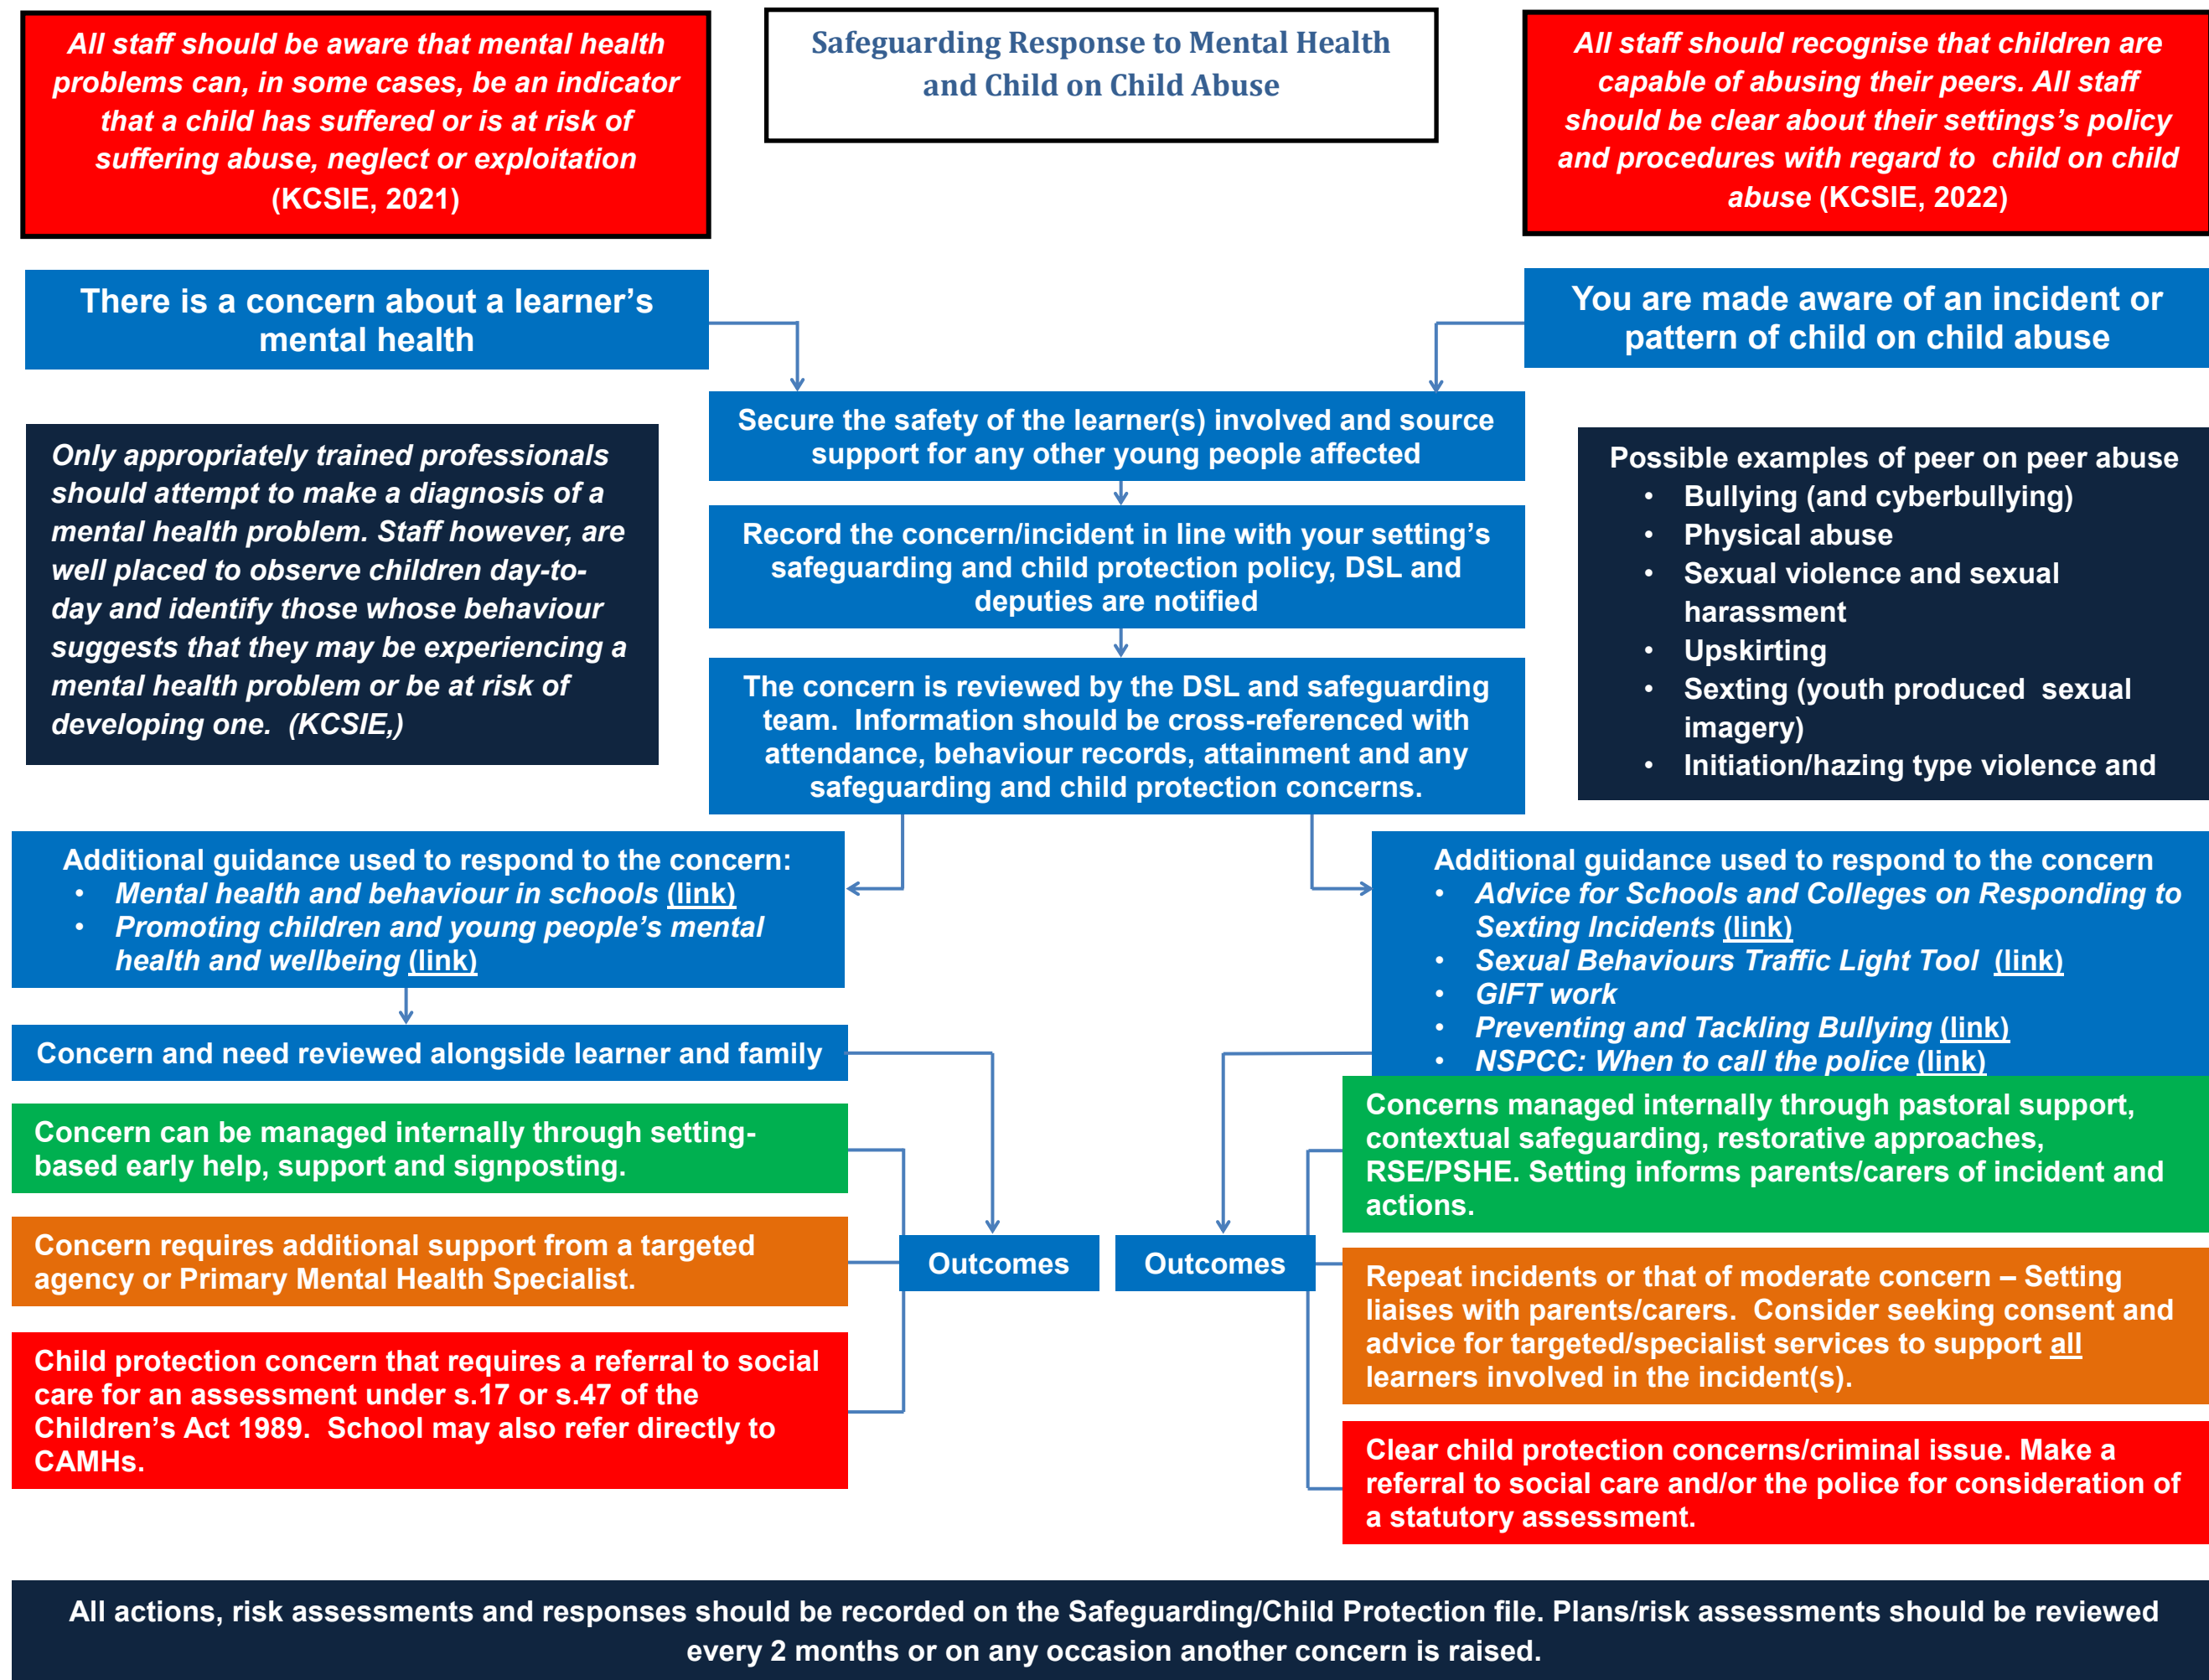 All staff should be aware that mental health
problems can, in some cases, be an indicator
that a child has suffered or is at risk of
suffering abuse, neglect or exploitation
(KCSIE, 2021)
Safeguarding Response to Mental Health
and Child on Child Abuse
All staff should recognise that children are
capable of abusing their peers. All staff
should be clear about their settings's policy
and procedures with regard to  child on child
abuse (KCSIE, 2022)
There is a concern about a learner’s
mental health
You are made aware of an incident or
pattern of child on child abuse
Secure the safety of the learner(s) involved and source
support for any other young people affected
Only appropriately trained professionals
should attempt to make a diagnosis of a
mental health problem. Staff however, are
well placed to observe children day-to-
day and identify those whose behaviour
suggests that they may be experiencing a
mental health problem or be at risk of
developing one.  (KCSIE,)
Record the concern/incident in line with your setting’s
safeguarding and child protection policy, DSL and
deputies are notified
The concern is reviewed by the DSL and safeguarding
team.  Information should be cross-referenced with
attendance, behaviour records, attainment and any
safeguarding and child protection concerns.
Possible examples of peer on peer abuse
• Bullying (and cyberbullying)
• Physical abuse
• Sexual violence and sexual
harassment
• Upskirting
• Sexting (youth produced  sexual
imagery)
• Initiation/hazing type violence and
Additional guidance used to respond to the concern:
• Mental health and behaviour in schools (link)
• Promoting children and young people’s mental
health and wellbeing (link)
Additional guidance used to respond to the concern
• Advice for Schools and Colleges on Responding to
Sexting Incidents (link)
• Sexual Behaviours Traffic Light Tool  (link)
• GIFT work
• Preventing and Tackling Bullying (link)
• NSPCC: When to call the police (link)
Concern and need reviewed alongside learner and family
Concern can be managed internally through setting-
based early help, support and signposting.
Concern requires additional support from a targeted
agency or Primary Mental Health Specialist.
Child protection concern that requires a referral to social
care for an assessment under s.17 or s.47 of the
Children’s Act 1989.  School may also refer directly to
CAMHs.
Outcomes
Outcomes
Concerns managed internally through pastoral support,
contextual safeguarding, restorative approaches,
RSE/PSHE. Setting informs parents/carers of incident and
actions.
Repeat incidents or that of moderate concern – Setting
liaises with parents/carers.  Consider seeking consent and
advice for targeted/specialist services to support all
learners involved in the incident(s).
Clear child protection concerns/criminal issue. Make a
referral to social care and/or the police for consideration of
a statutory assessment.
All actions, risk assessments and responses should be recorded on the Safeguarding/Child Protection file. Plans/risk assessments should be reviewed
every 2 months or on any occasion another concern is raised.